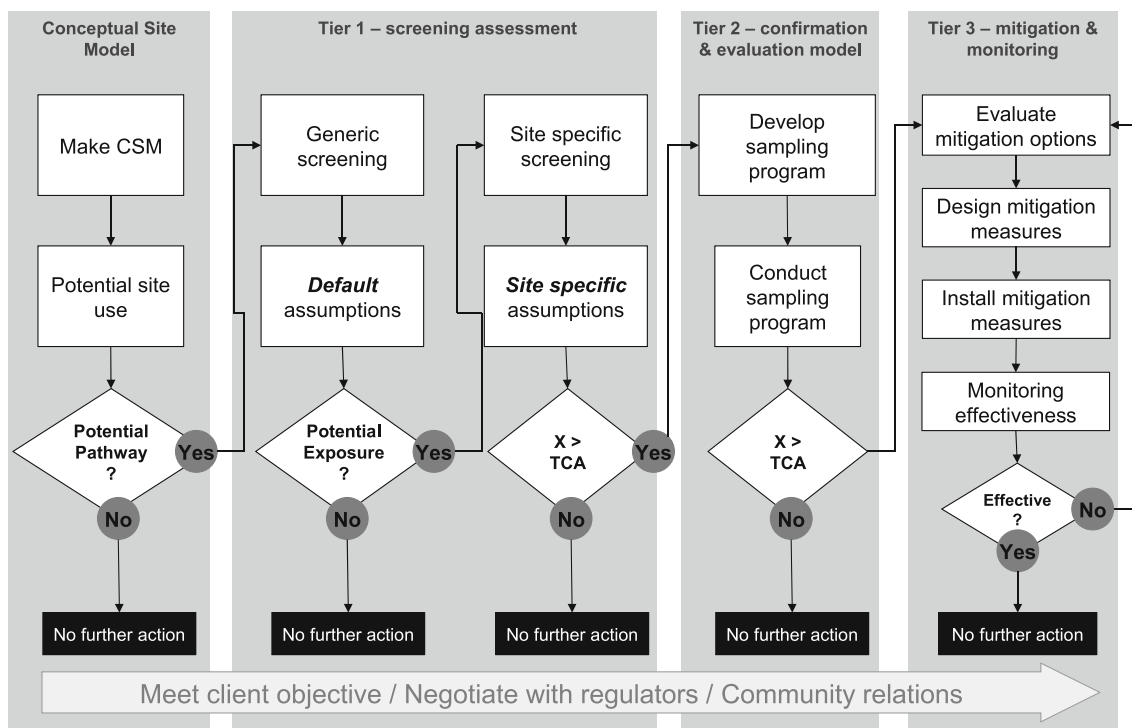 Conceptual Site
Model
Make CSM
Potential site
use
Potential
Pathway
?
Yes
No
No further action
Tier 1 – screening assessment
Generic
screening
Default
assumptions
Potential
Exposure
?
Yes
No
No further action
Site specific
screening
Site specific
assumptions
X >
TCA
Yes
No
No further action
Tier 2 – confirmation
& evaluation model
Develop
sampling
program
Conduct
sampling
program
X >
TCA
No
No further action
Tier 3 – mitigation &
monitoring
Evaluate
mitigation options
Design mitigation
measures
Install mitigation
measures
Monitoring
effectiveness
Effective
?
No
Yes
No further action
Meet client objective / Negotiate with regulators / Community relations